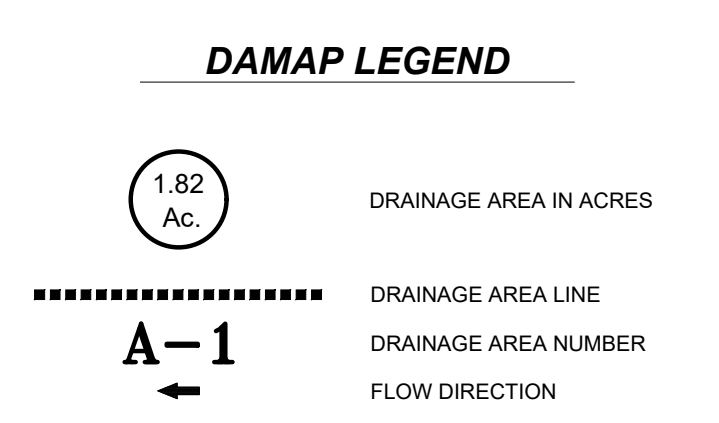 DAMAP LEGEND
1.82
Ac.
DRAINAGE AREA IN ACRES
DRAINAGE AREA LINE
A-1
DRAINAGE AREA NUMBER
FLOW DIRECTION